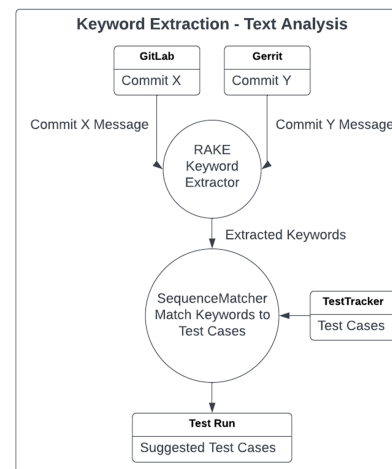 Keyword Extraction - Text Analysis
GitLab
Commit X
Gerrit
Commit Y
Commit X Message
Commit Y Message
RAKE
Keyword
Extractor
Extracted Keywords
SequenceMatcher
Match Keywords to
Test Cases
TestTracker
Test Cases
Test Run
Suggested Test Cases